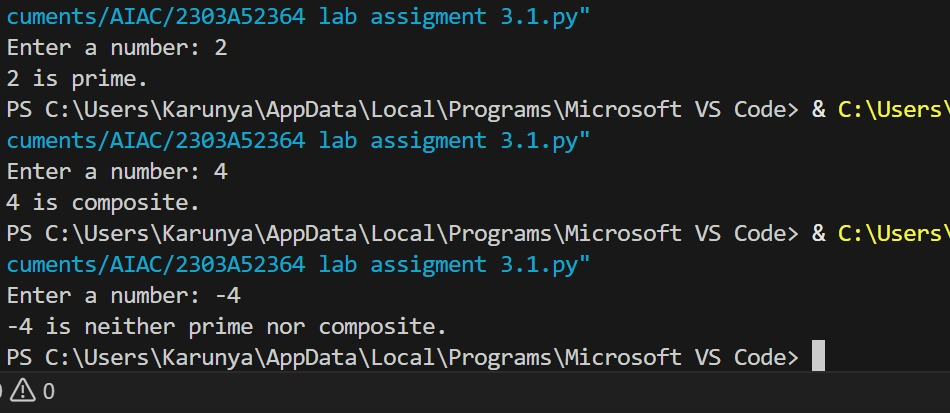 cuments/AIAC/2303A52364 lab assigment 3.1.py"
Enter a number: 2
2 is prime.
PS C:\Users\Karunya\AppData\Local\Programs\Microsoft VS Code> & C:\Users\
cuments/AIAC/2303A52364 lab assigment 3.1.py"
Enter a number: 4
4 is composite.
PS C:\Users\Karunya\AppData\Local\Programs\Microsoft VS Code> & C:\Users\
cuments/AIAC/2303A52364 lab assigment 3.1.py"
Enter a number: -4
-4 is neither prime nor composite.
PS C:\Users\Karunya\AppData\Local\Programs\Microsoft VS Code>
0